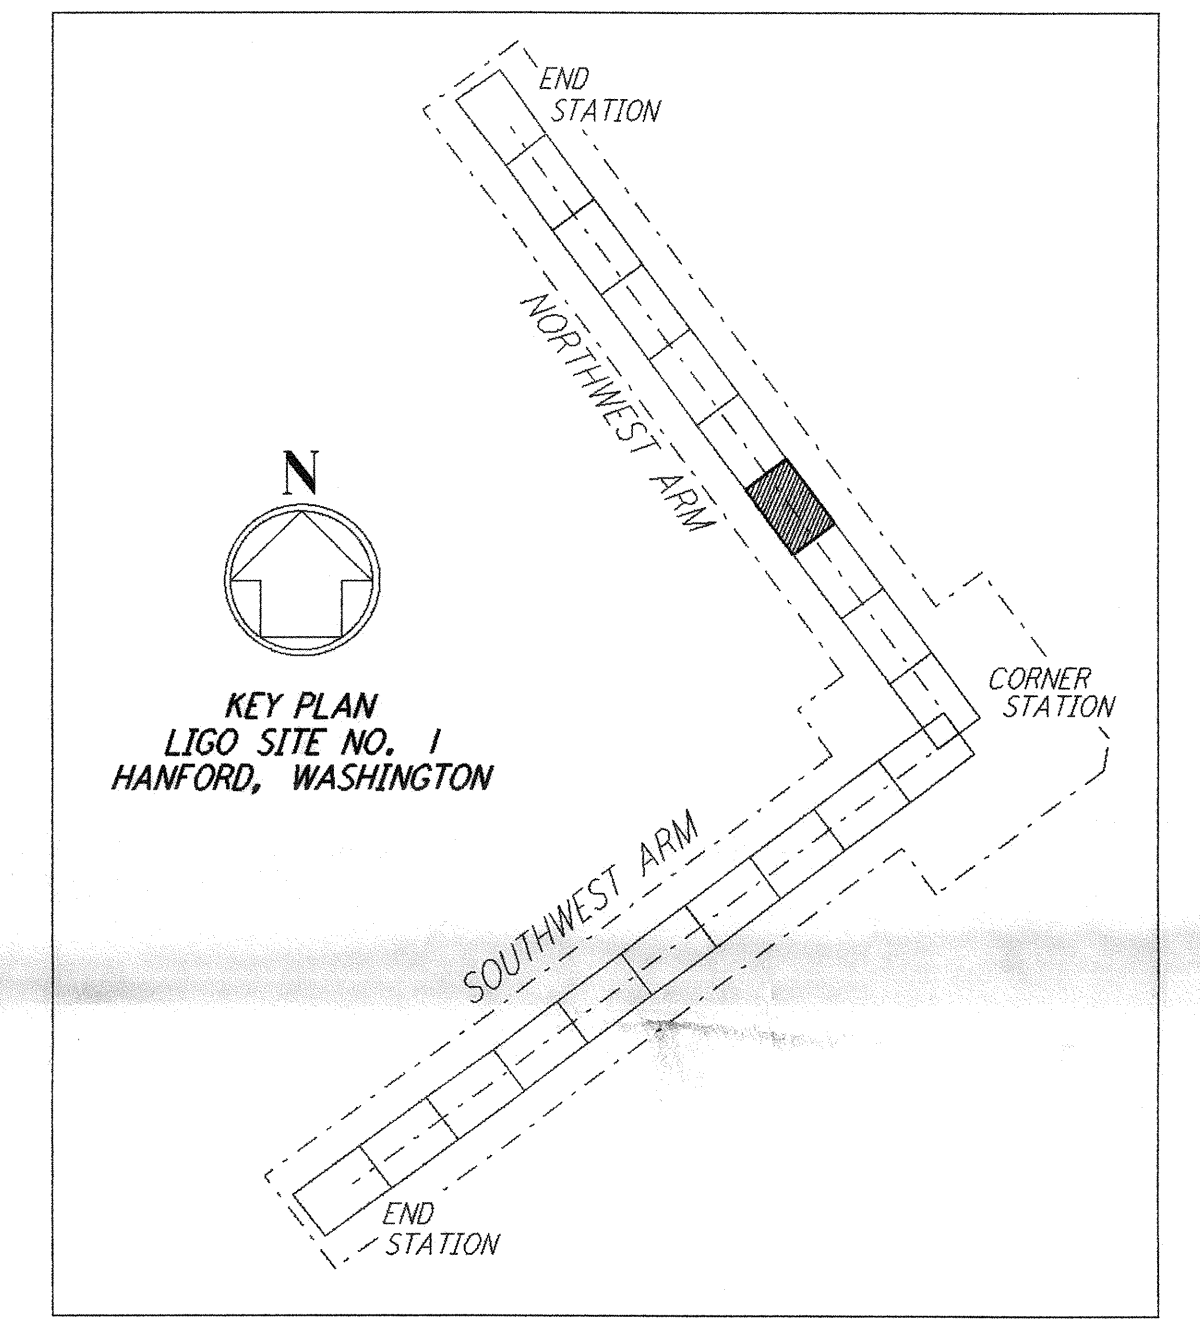 END
STATION
NORTHWEST ARM
N
KEY PLAN
LIGO SITE NO. 1
HANFORD, WASHINGTON
CORNER
STATION
SOUTHWEST ARM
END
STATION